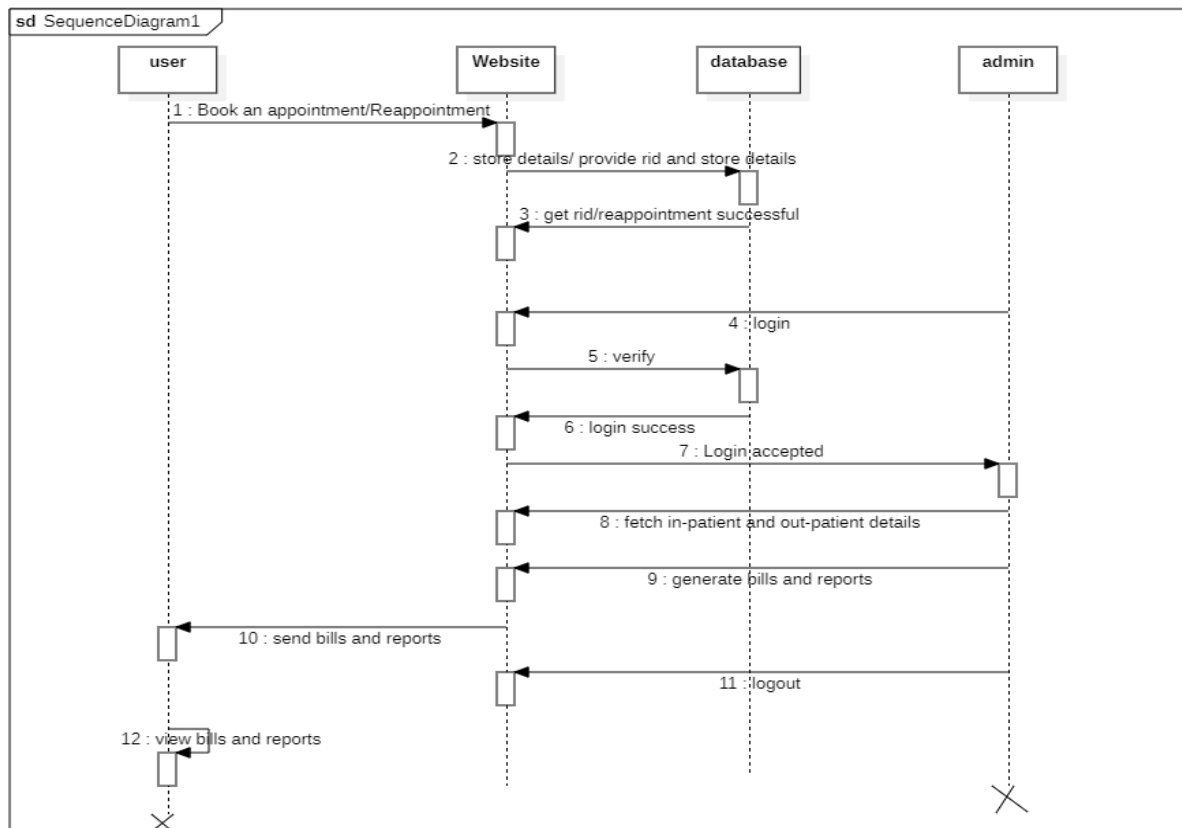 sd SequenceDiagram1
user
Website
database
admin
1 : Book an appointment/Reappointment
2 : store details/ provide rid and store details
3 : get rid/reappointment successful
4 : login
5 : verify
6 : login success
7 : Login accepted
8 : fetch in-patient and out-patient details
9 : generate bills and reports
10 : send bills and reports
11 : logout
12 : view bills and reports